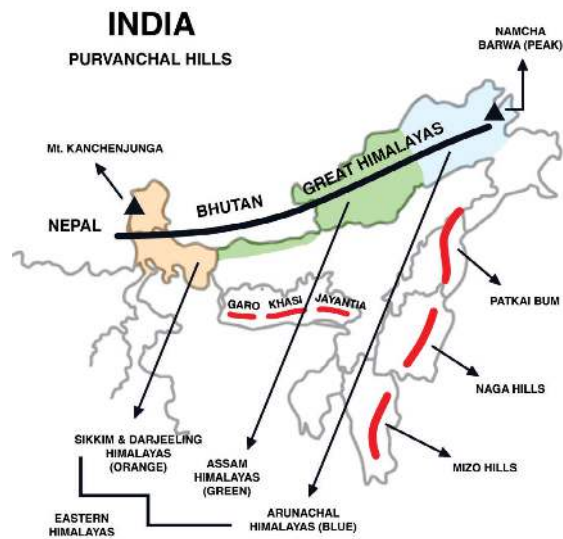 INDIA
PURVANCHAL HILLS
NAMCHA
BARWA (PEAK)
Mt. KANCHENJUNGA
GREAT HIMALAYAS
BHUTAN
NEPAL
GARO KHASI JAYANTIA
PATKAI BUM
NAGA HILLS
MIZO HILLS
SIKKIM & DARJEELING
HIMALAYAS
(ORANGE)
ASSAM
HIMALAYAS
(GREEN)
ARUNACHAL
HIMALAYAS (BLUE)
EASTERN
HIMALAYAS